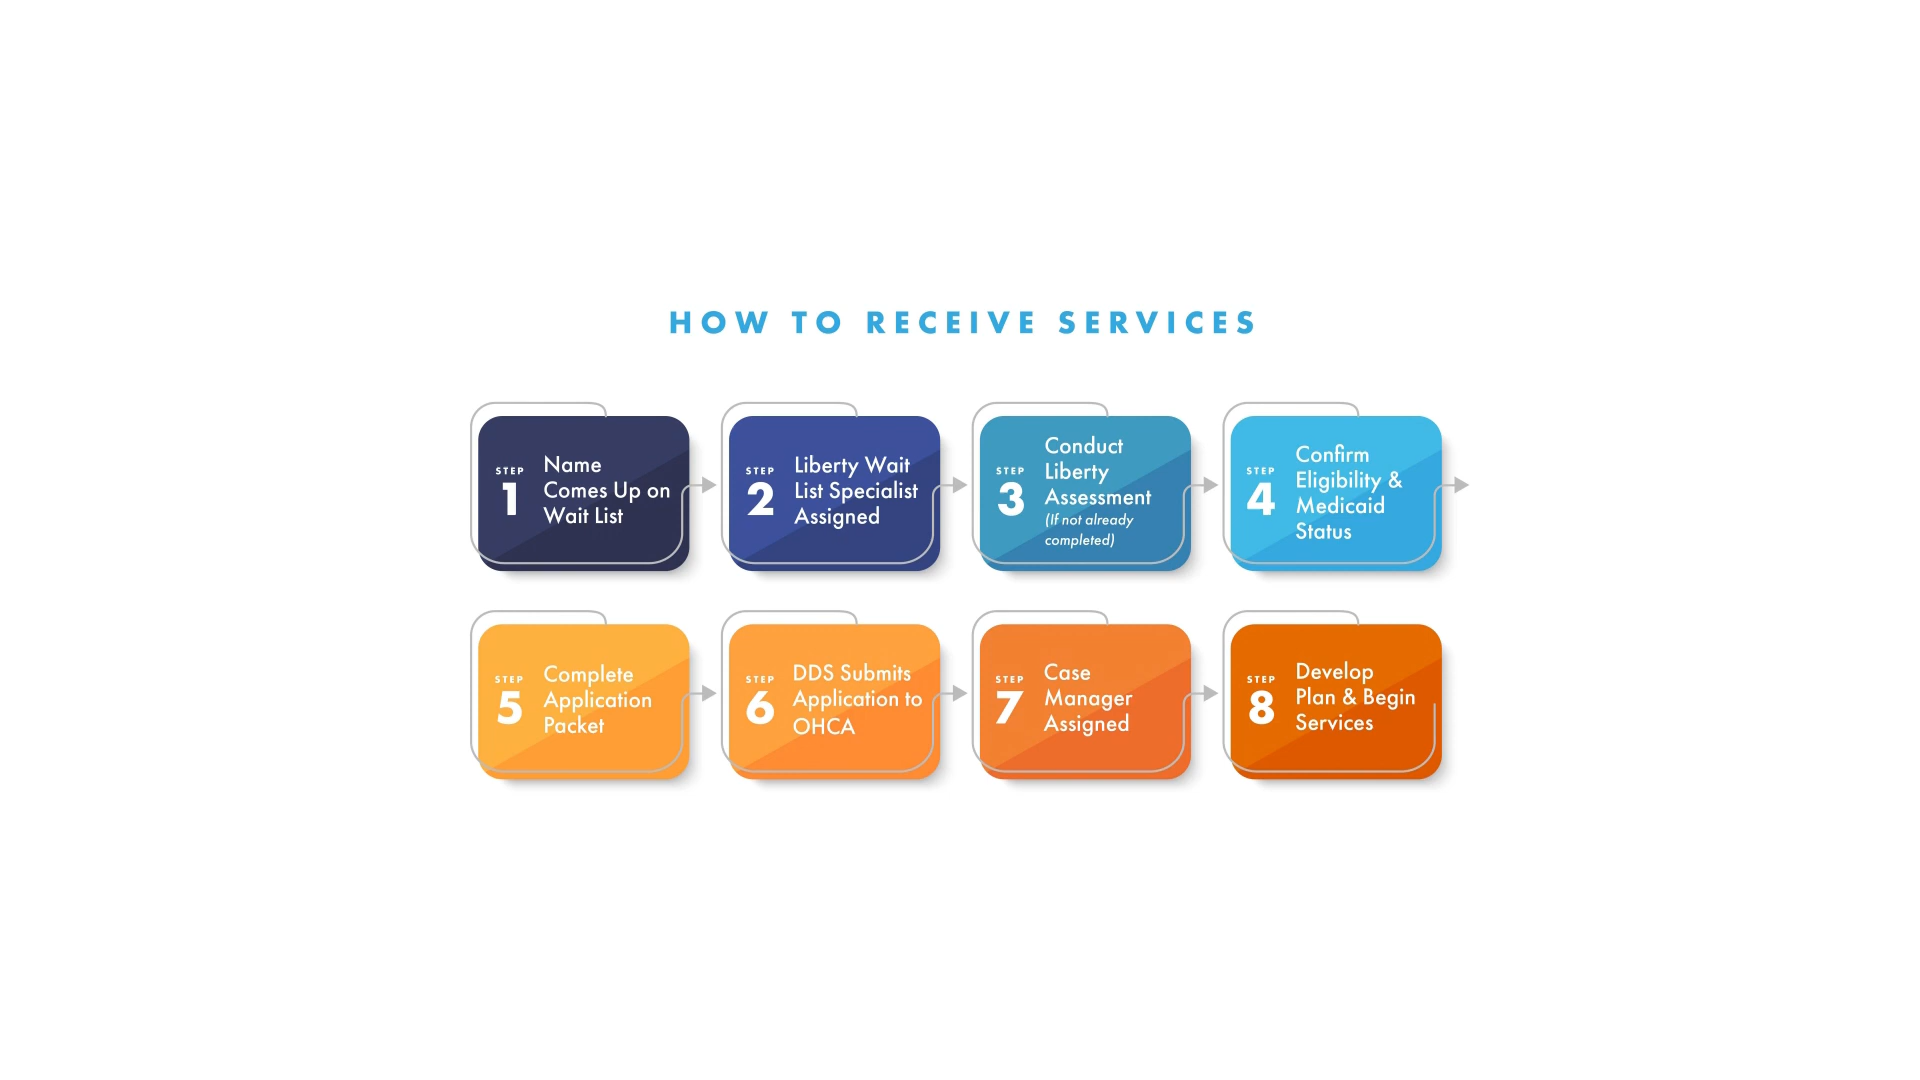 HOW TO RECEIVE SERVICES
STEP
1
Name
Comes Up on
Wait List
STEP
2
Liberty Wait
List Specialist
Assigned
STEP
3
Conduct
Liberty
Assessment
(If not already
completed)
STEP
4
Confirm
Eligibility &
Medicaid
Status
STEP
5
Complete
Application
Packet
STEP
6
DDS Submits
Application to
OHCA
STEP
7
Case
Manager
Assigned
STEP
8
Develop
Plan & Begin
Services